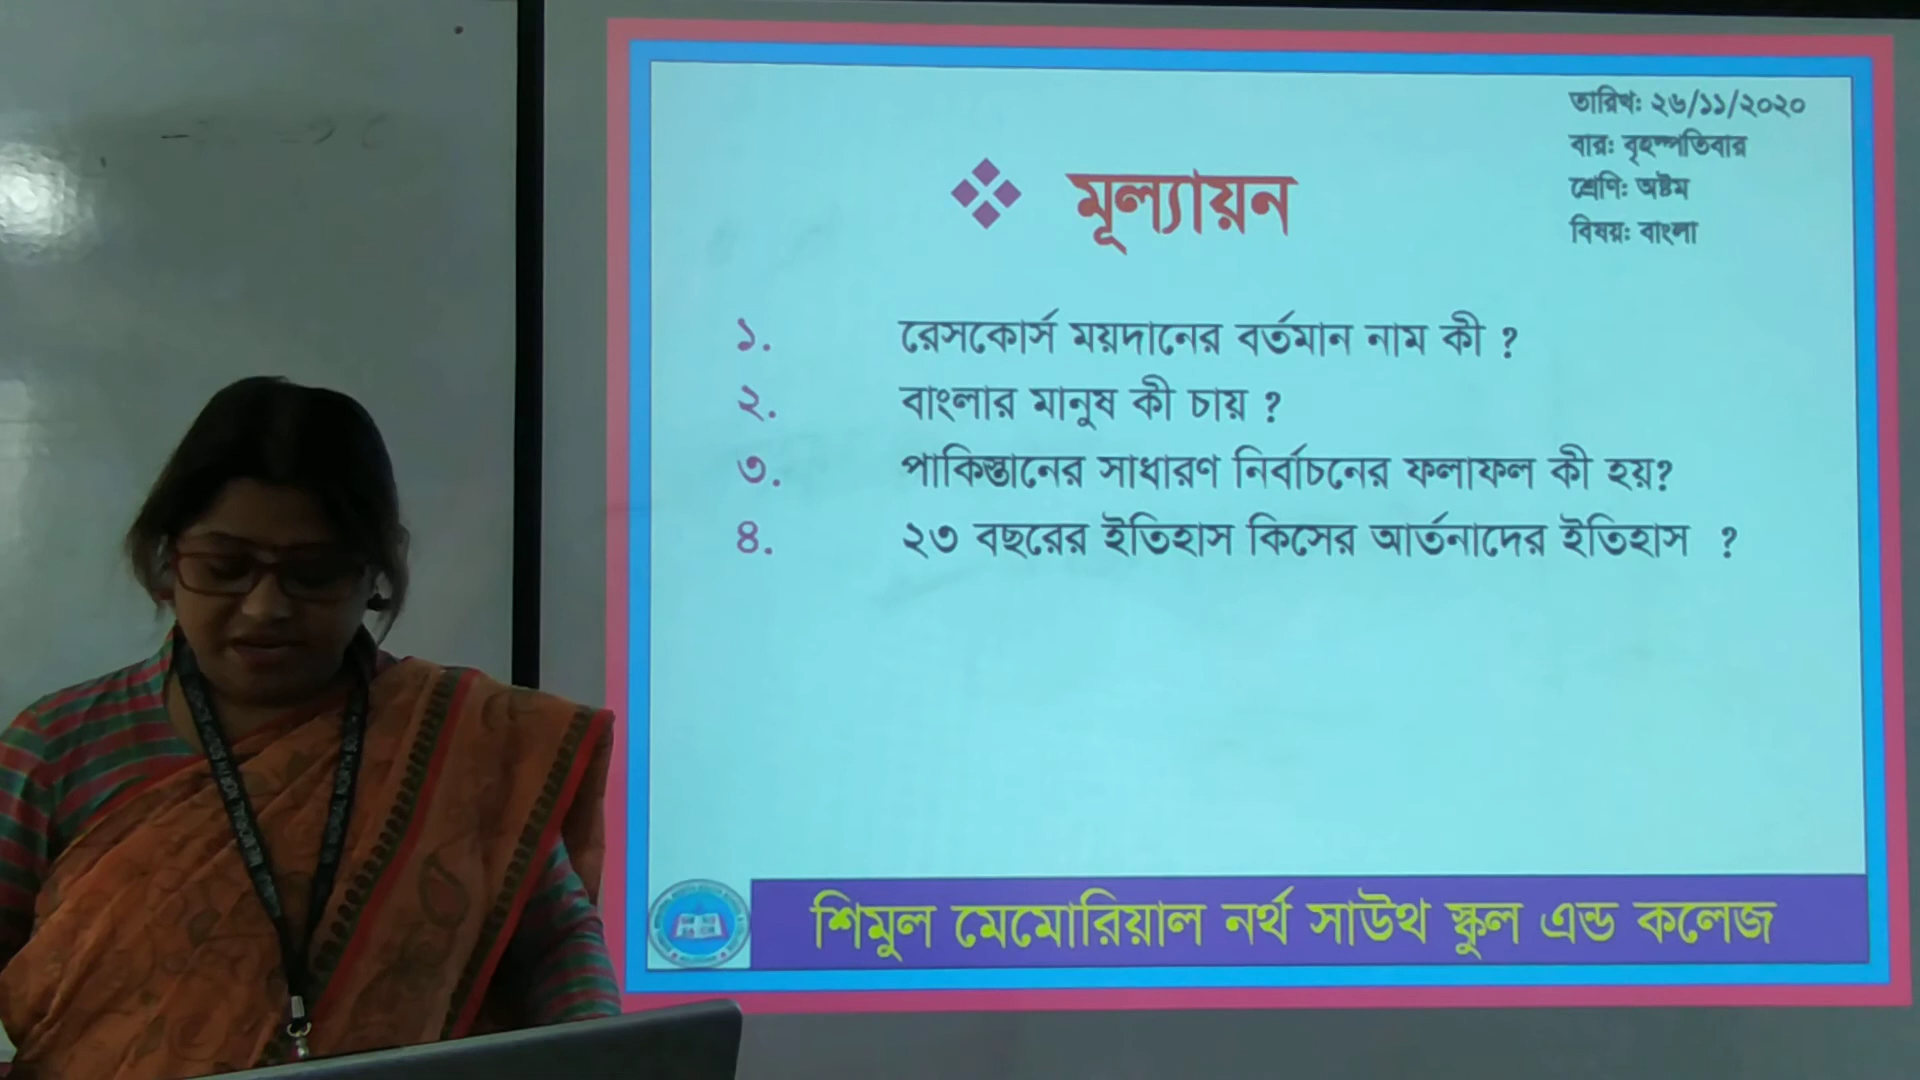 তারিখ: ২৬/১১/২০২০
বার: বৃহস্পতিবার
শ্রেণি: অষ্টম
বিষয়: বাংলা
মূল্যায়ন
১. রেসকোর্স ময়দানের বর্তমান নাম কী ?
২. বাংলার মানুষ কী চায় ?
৩. পাকিস্তানের সাধারণ নির্বাচনের ফলাফল কী হয়?
৪. ২৩ বছরের ইতিহাস কিসের আর্তনাদের ইতিহাস ?
শিমুল মেমোরিয়াল নর্থ সাউথ স্কুল এন্ড কলেজ